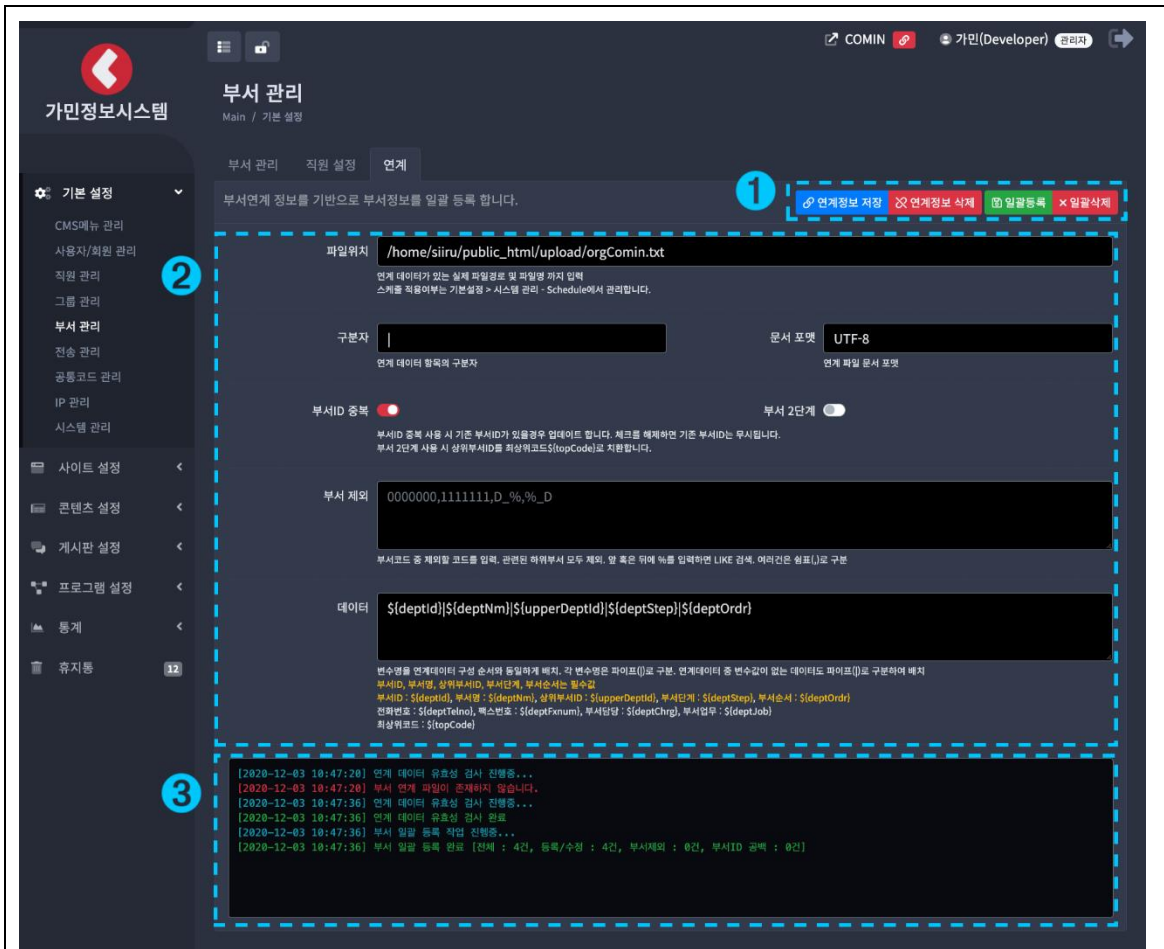 COMIN
가민(Developer) 관리자
가민정보시스템
부서 관리
Main / 기본 설정
부서 관리 직원 설정 연계
기본 설정
CMS메뉴 관리
사용자/회원 관리
직원 관리
그룹 관리
부서 관리
전송 관리
공통코드 관리
IP 관리
시스템 관리
사이트 설정
콘텐츠 설정
게시판 설정
프로그램 설정
통계
휴지통 12
부서연계 정보를 기반으로 부서정보를 일괄 등록 합니다.
1
연계정보 저장 연계정보 삭제 일괄등록 일괄삭제
2
파일위치 /home/siiru/public_html/upload/orgComin.txt
연계 데이터가 있는 실제 파일경로 및 파일명 까지 입력
스케줄 적용여부는 기본설정 > 시스템 관리 - Schedule에서 관리합니다.
구분자 | 문서 포맷 UTF-8
연계 데이터 항목의 구분자 연계 파일 문서 포맷
부서ID 중복 부서 2단계
부서ID 중복 사용 시 기존 부서ID가 있을경우 업데이트 합니다. 체크를 해제하면 기존 부서ID는 무시됩니다.
부서 2단계 사용 시 상위부서ID를 최상위코드${topCode}로 치환합니다.
부서 제외 0000000,1111111,D_%,%_D
부서코드 중 제외할 코드를 입력. 관련된 하위부서 모두 제외. 앞 혹은 뒤에 %를 입력하면 LIKE 검색. 여러건은 쉼표(,)로 구분
데이터 ${deptId}|${deptNm}|${upperDeptId}|${deptStep}|${deptOrdr}
변수명을 연계데이터 구성 순서와 동일하게 배치. 각 변수명은 파이프(|)로 구분. 연계데이터 중 변수값이 없는 데이터도 파이프(|)로 구분하여 배치
부서ID, 부서명, 상위부서ID, 부서단계, 부서순서는 필수값
부서ID : ${deptId}, 부서명 : ${deptNm}, 상위부서ID : ${upperDeptId}, 부서단계 : ${deptStep}, 부서순서 : ${deptOrdr}
전화번호 : ${deptTelno}, 팩스번호 : ${deptFxnum}, 부서담당 : ${deptChrg}, 부서업무 : ${deptJob}
최상위코드 : ${topCode}
3
[2020-12-03 10:47:20] 연계 데이터 유효성 검사 진행중...
[2020-12-03 10:47:20] 부서 연계 파일이 존재하지 않습니다.
[2020-12-03 10:47:36] 연계 데이터 유효성 검사 진행중...
[2020-12-03 10:47:36] 연계 데이터 유효성 검사 완료
[2020-12-03 10:47:36] 부서 일괄 등록 작업 진행중...
[2020-12-03 10:47:36] 부서 일괄 등록 완료 [전체 : 4건, 등록/수정 : 4건, 부서제외 : 0건, 부서ID 공백 : 0건]